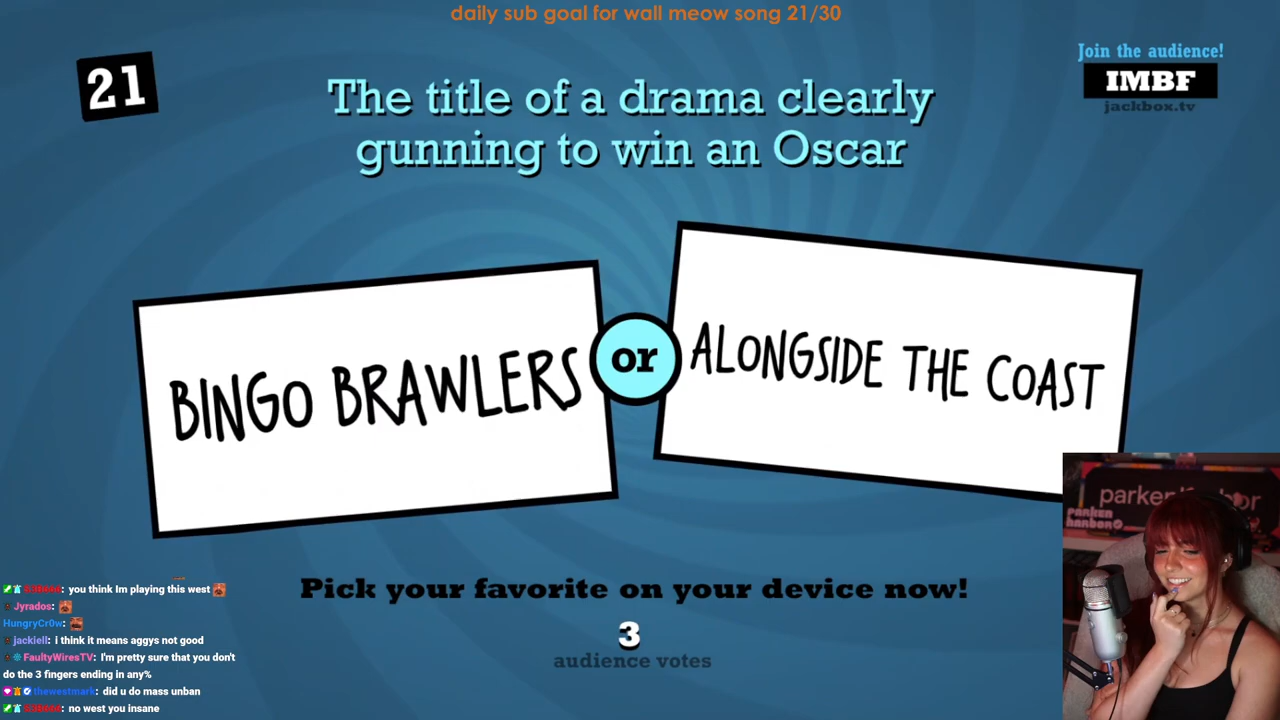 daily sub goal for wall meow song 21/30
21
The title of a drama clearly
gunning to win an Oscar
Join the audience!
IMBF
jackbox.tv
BINGO BRAWLERS
or
ALONGSIDE THE COAST
Pick your favorite on your device now!
3
audience votes
you think Im playing this west
Jyrados:
HungryCr0w:
jackiell: i think it means aggys not good
FaultyWiresTV: I'm pretty sure that you don't
do the 3 fingers ending in any%
thewestmark: did u do mass unban
no west you insane
PARKER
HARBOR